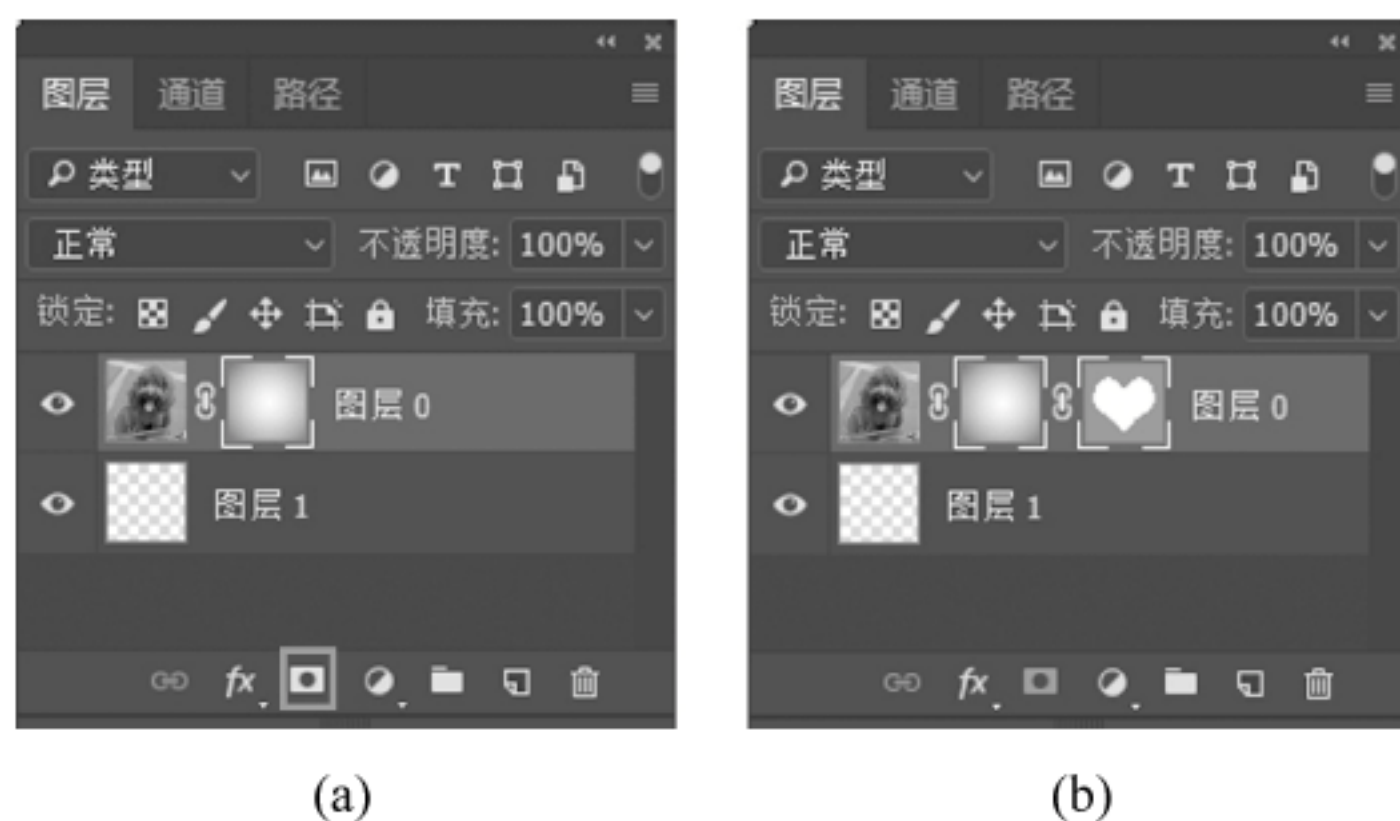 图层 通道 路径
类型 T
正常 不透明度: 100%
锁定: 填充: 100%
图层 0
图层 1
fx
(a)
图层 通道 路径
类型 T
正常 不透明度: 100%
锁定: 填充: 100%
图层 0
图层 1
fx
(b)